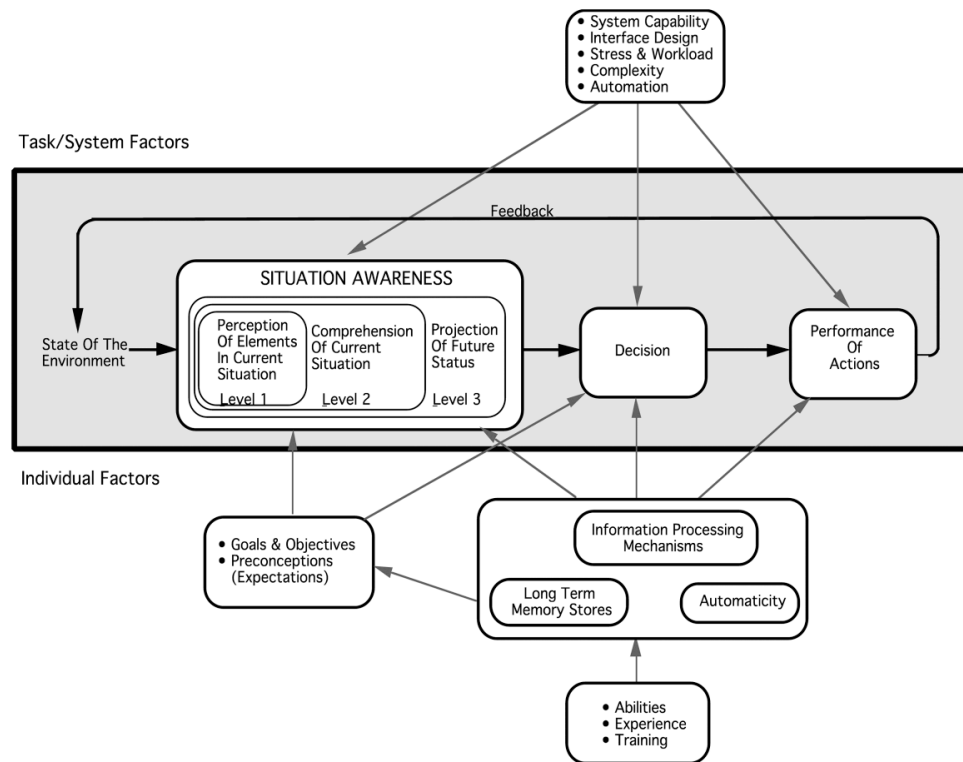 • System Capability
• Interface Design
• Stress & Workload
• Complexity
• Automation
Task/System Factors
Feedback
SITUATION AWARENESS
Perception
Of Elements
In Current
Situation
Level 1
Comprehension
Of Current
Situation
Level 2
Projection
Of Future
Status
Level 3
State Of The
Environment
Decision
Performance
Of
Actions
Individual Factors
• Goals & Objectives
• Preconceptions
(Expectations)
Information Processing
Mechanisms
Long Term
Memory Stores
Automaticity
• Abilities
• Experience
• Training